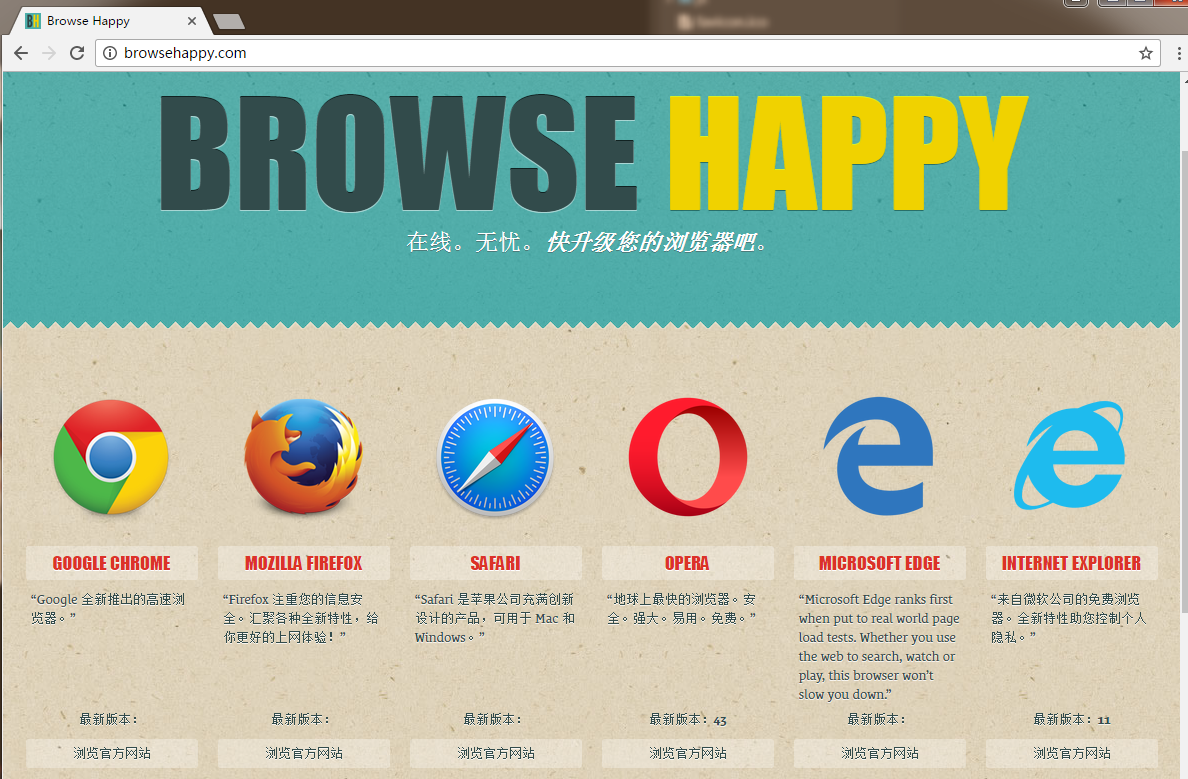 Browse Happy
browsehappy.com
BROWSE HAPPY
在线。无忧。快升级您的浏览器吧。
GOOGLE CHROME
MOZILLA FIREFOX
SAFARI
OPERA
MICROSOFT EDGE
INTERNET EXPLORER
“Google 全新推出的高速浏
览器。”
“Firefox 注重您的信息安
全。汇聚各种全新特性，给
你更好的上网体验！”
“Safari 是苹果公司充满创新
设计的产品，可用于 Mac 和
Windows。”
“地球上最快的浏览器。安
全。强大。易用。免费。”
“Microsoft Edge ranks first
when put to real world page
load tests. Whether you use
the web to search, watch or
play, this browser won’t
slow you down.”
“来自微软公司的免费浏览
器。全新特性助您控制个人
隐私。”
最新版本：
最新版本：
最新版本：
最新版本：43
最新版本：
最新版本：11
浏览官方网站
浏览官方网站
浏览官方网站
浏览官方网站
浏览官方网站
浏览官方网站